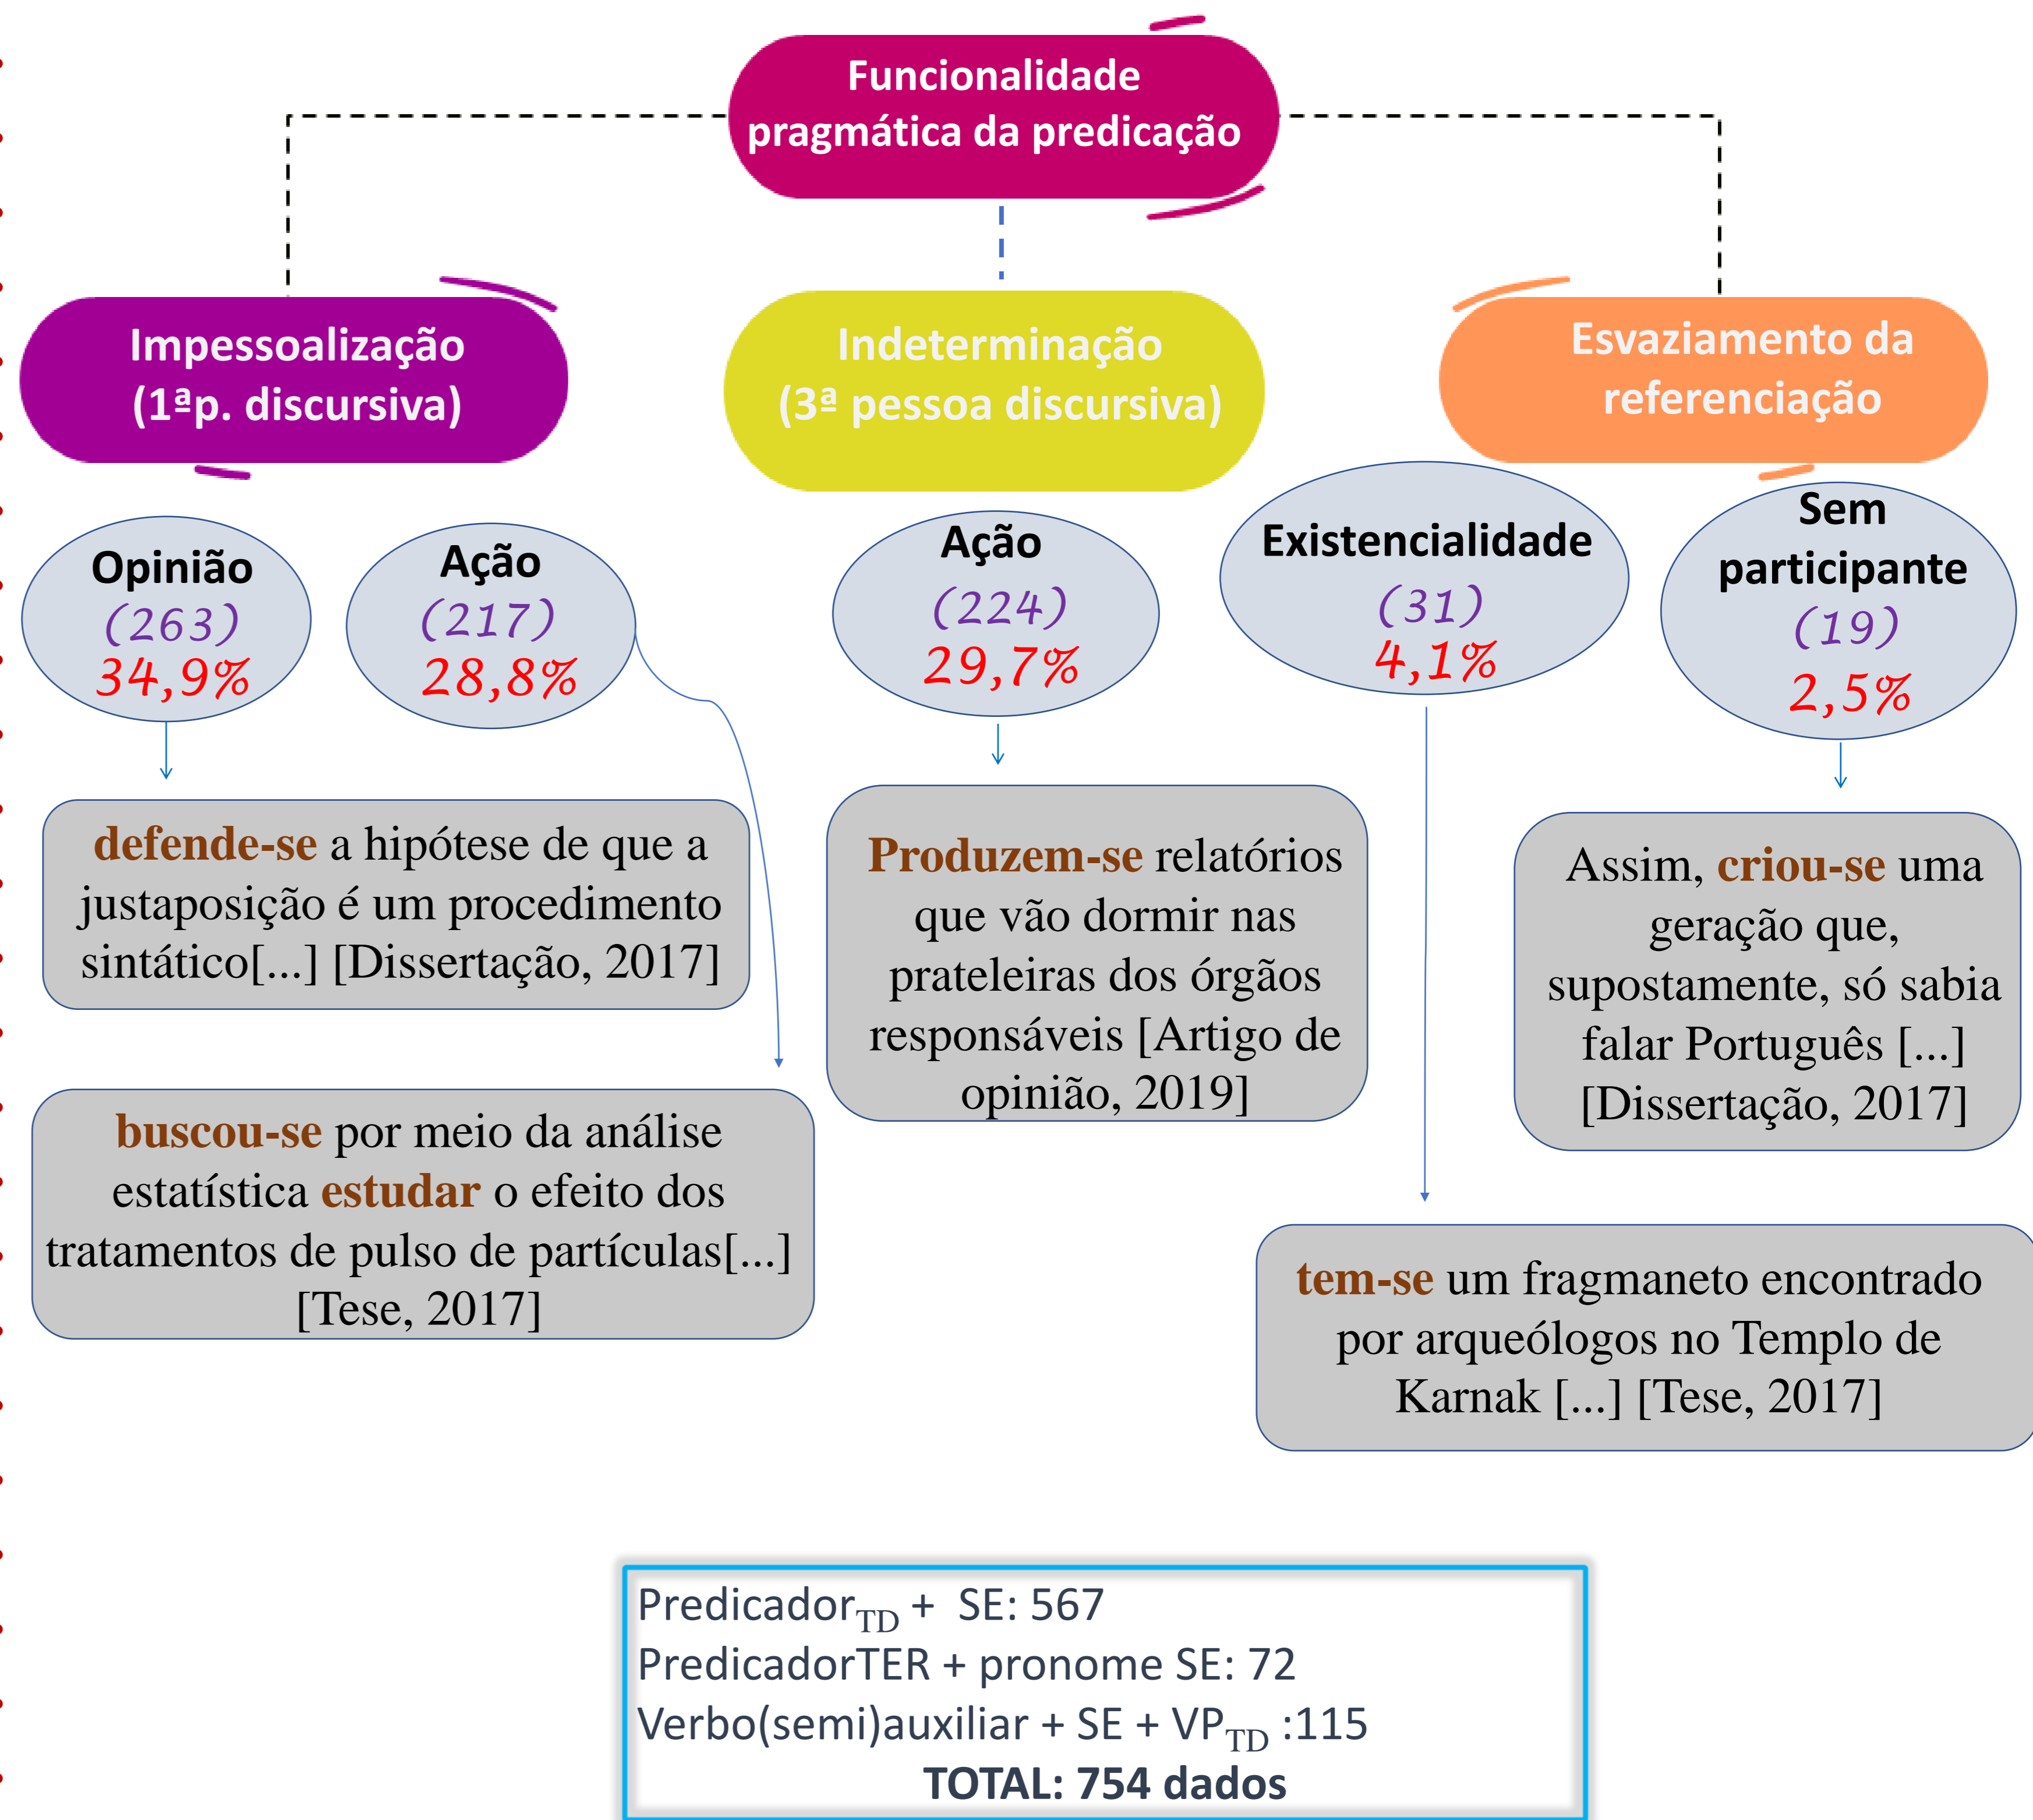 Funcionalidade
pragmática da predicação
Impessoalização
(1ªp. discursiva)
Indeterminação
(3ª pessoa discursiva)
Esvaziamento da
referenciação
Opinião
(263)
34,9%
Ação
(217)
28,8%
Ação
(224)
29,7%
Existencialidade
(31)
4,1%
Sem
participante
(19)
2,5%
defende-se a hipótese de que a
justaposição é um procedimento
sintático[...] [Dissertação, 2017]
buscou-se por meio da análise
estatística estudar o efeito dos
tratamentos de pulso de partículas[...]
[Tese, 2017]
Produzem-se relatórios
que vão dormir nas
prateleiras dos órgãos
responsáveis [Artigo de
opinião, 2019]
Assim, criou-se uma
geração que,
supostamente, só sabia
falar Português [...]
[Dissertação, 2017]
tem-se um fragmaneto encontrado
por arqueólogos no Templo de
Karnak [...] [Tese, 2017]
Predicador TD + SE: 567
PredicadorTER + pronome SE: 72
Verbo(semi)auxiliar + SE + VP TD :115
TOTAL: 754 dados